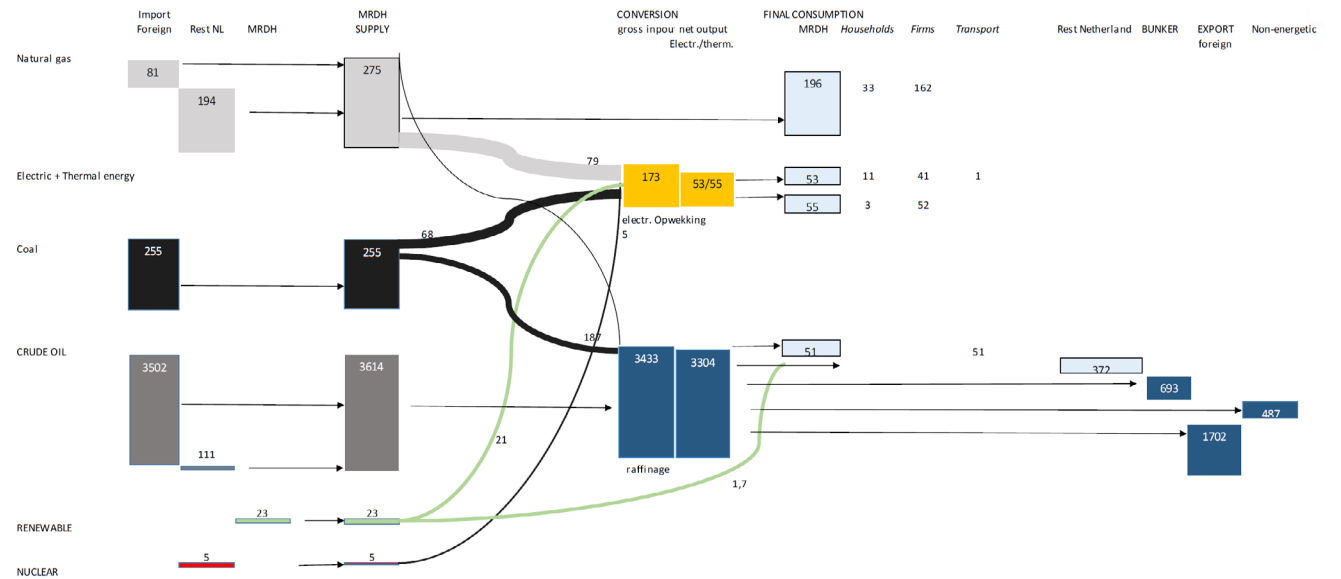 Import Foreign
Rest NL
MRDH
MRDH SUPPLY
CONVERSION
gross inpou net output
Electr./therm.
FINAL CONSUMPTION
MRDH Households Firms Transport
Rest Netherland
BUNKER
EXPORT foreign
Non-energetic
Natural gas
81
194
275
79
196
33
162
Electric + Thermal energy
173
53/55
53
11
41
1
55
3
52
electr. Opwekking
5
Coal
255
255
68
187
CRUDE OIL
3502
111
3614
3433
3304
raffinage
51
51
372
693
487
1702
21
1,7
RENEWABLE
23
23
NUCLEAR
5
5